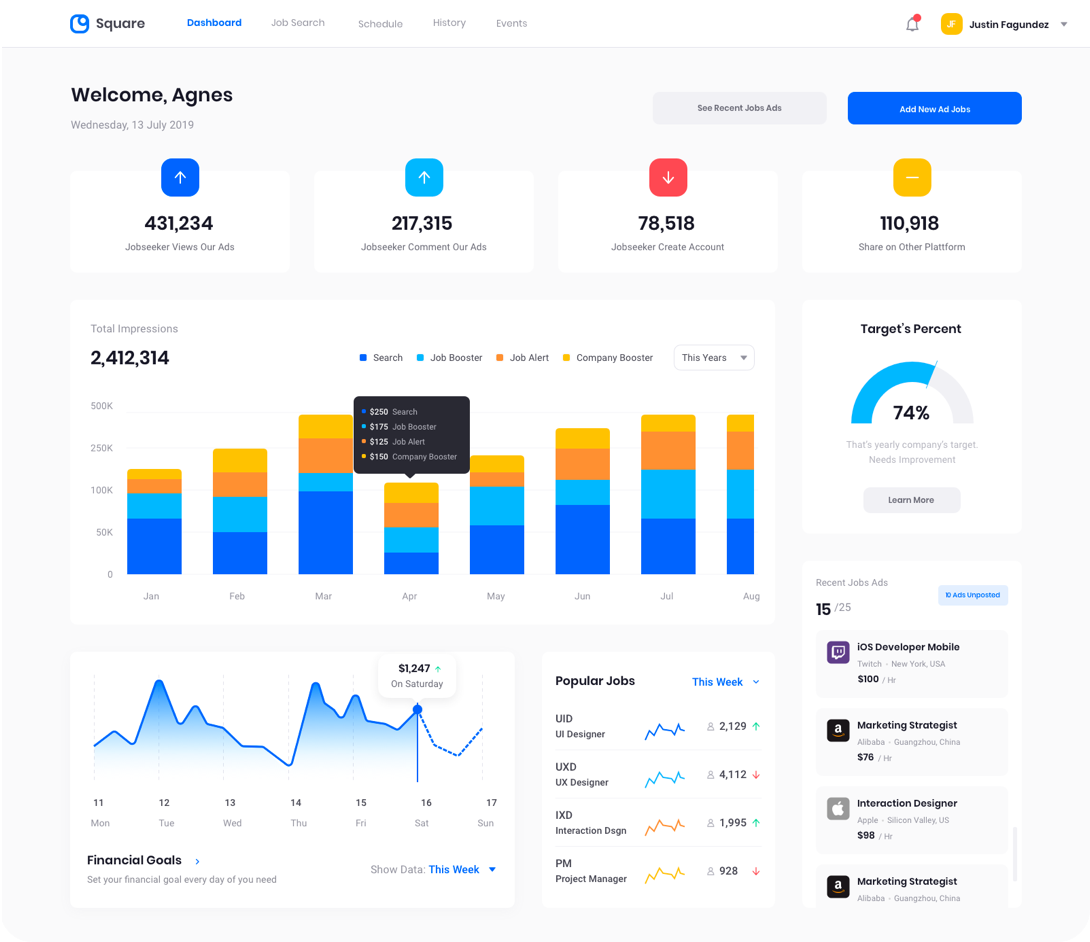 Square
Dashboard
Job Search
Schedule
History
Events
JF
Justin Fagundez
Welcome, Agnes
Wednesday, 13 July 2019
See Recent Jobs Ads
Add New Ad Jobs
431,234
Jobseeker Views Our Ads
217,315
Jobseeker Comment Our Ads
78,518
Jobseeker Create Account
110,918
Share on Other Plattform
Total Impressions
2,412,314
Search
Job Booster
Job Alert
Company Booster
This Years
500K
250K
100K
50K
0
$250 Search
$175 Job Booster
$125 Job Alert
$150 Company Booster
Jan
Feb
Mar
Apr
May
Jun
Jul
Aug
Target's Percent
74%
That's yearly company's target.
Needs Improvement
Learn More
Recent Jobs Ads
15 /25
10 Ads Unposted
iOS Developer Mobile
Twitch - New York, USA
$100 / Hr
Marketing Strategist
Alibaba - Guangzhou, China
$76 / Hr
Interaction Designer
Apple - Silicon Valley, US
$98 / Hr
Marketing Strategist
Alibaba - Guangzhou, China
$1,247
On Saturday
11
12
13
14
15
16
17
Mon
Tue
Wed
Thu
Fri
Sat
Sun
Financial Goals
Set your financial goal every day of you need
Show Data: This Week
Popular Jobs
This Week
UID
UI Designer
2,129
UXD
UX Designer
4,112
IXD
Interaction Dsgn
1,995
PM
Project Manager
928